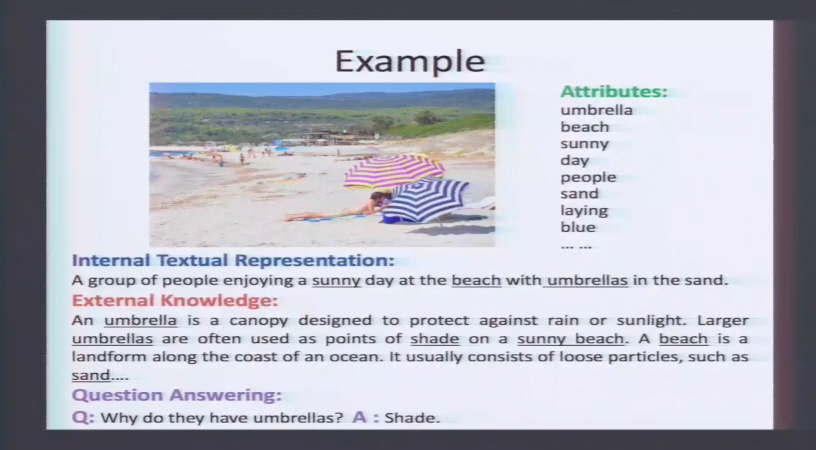 Example
Attributes:
umbrella
beach
sunny
day
people
sand
laying
blue
... ...
Internal Textual Representation:
A group of people enjoying a sunny day at the beach with umbrellas in the sand.
External Knowledge:
An umbrella is a canopy designed to protect against rain or sunlight. Larger
umbrellas are often used as points of shade on a sunny beach. A beach is a
landform along the coast of an ocean. It usually consists of loose particles, such as
sand....
Question Answering:
Q: Why do they have umbrellas? A : Shade.